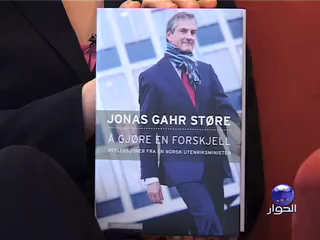 JONAS GAHR STØRE
Å GJØRE EN FORSKJELL
REFLEKSJONER FRA EN NORSK UTENRIKSMINISTER
الحوار